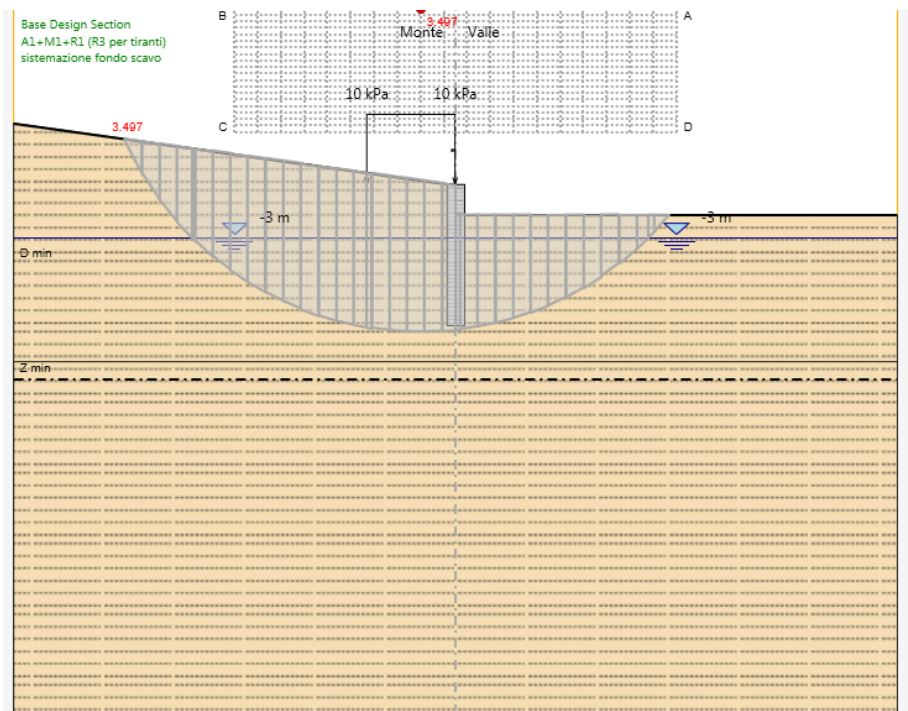 Base Design Section
A1+M1+R1 (R3 per tiranti)
sistemazione fondo scavo
B
A
3.497
Monte
Valle
10 kPa
10 kPa
C
D
3.497
-3 m
-3 m
D min
Z min